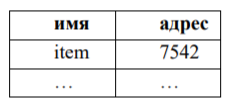 имя адрес
item 7542
… …